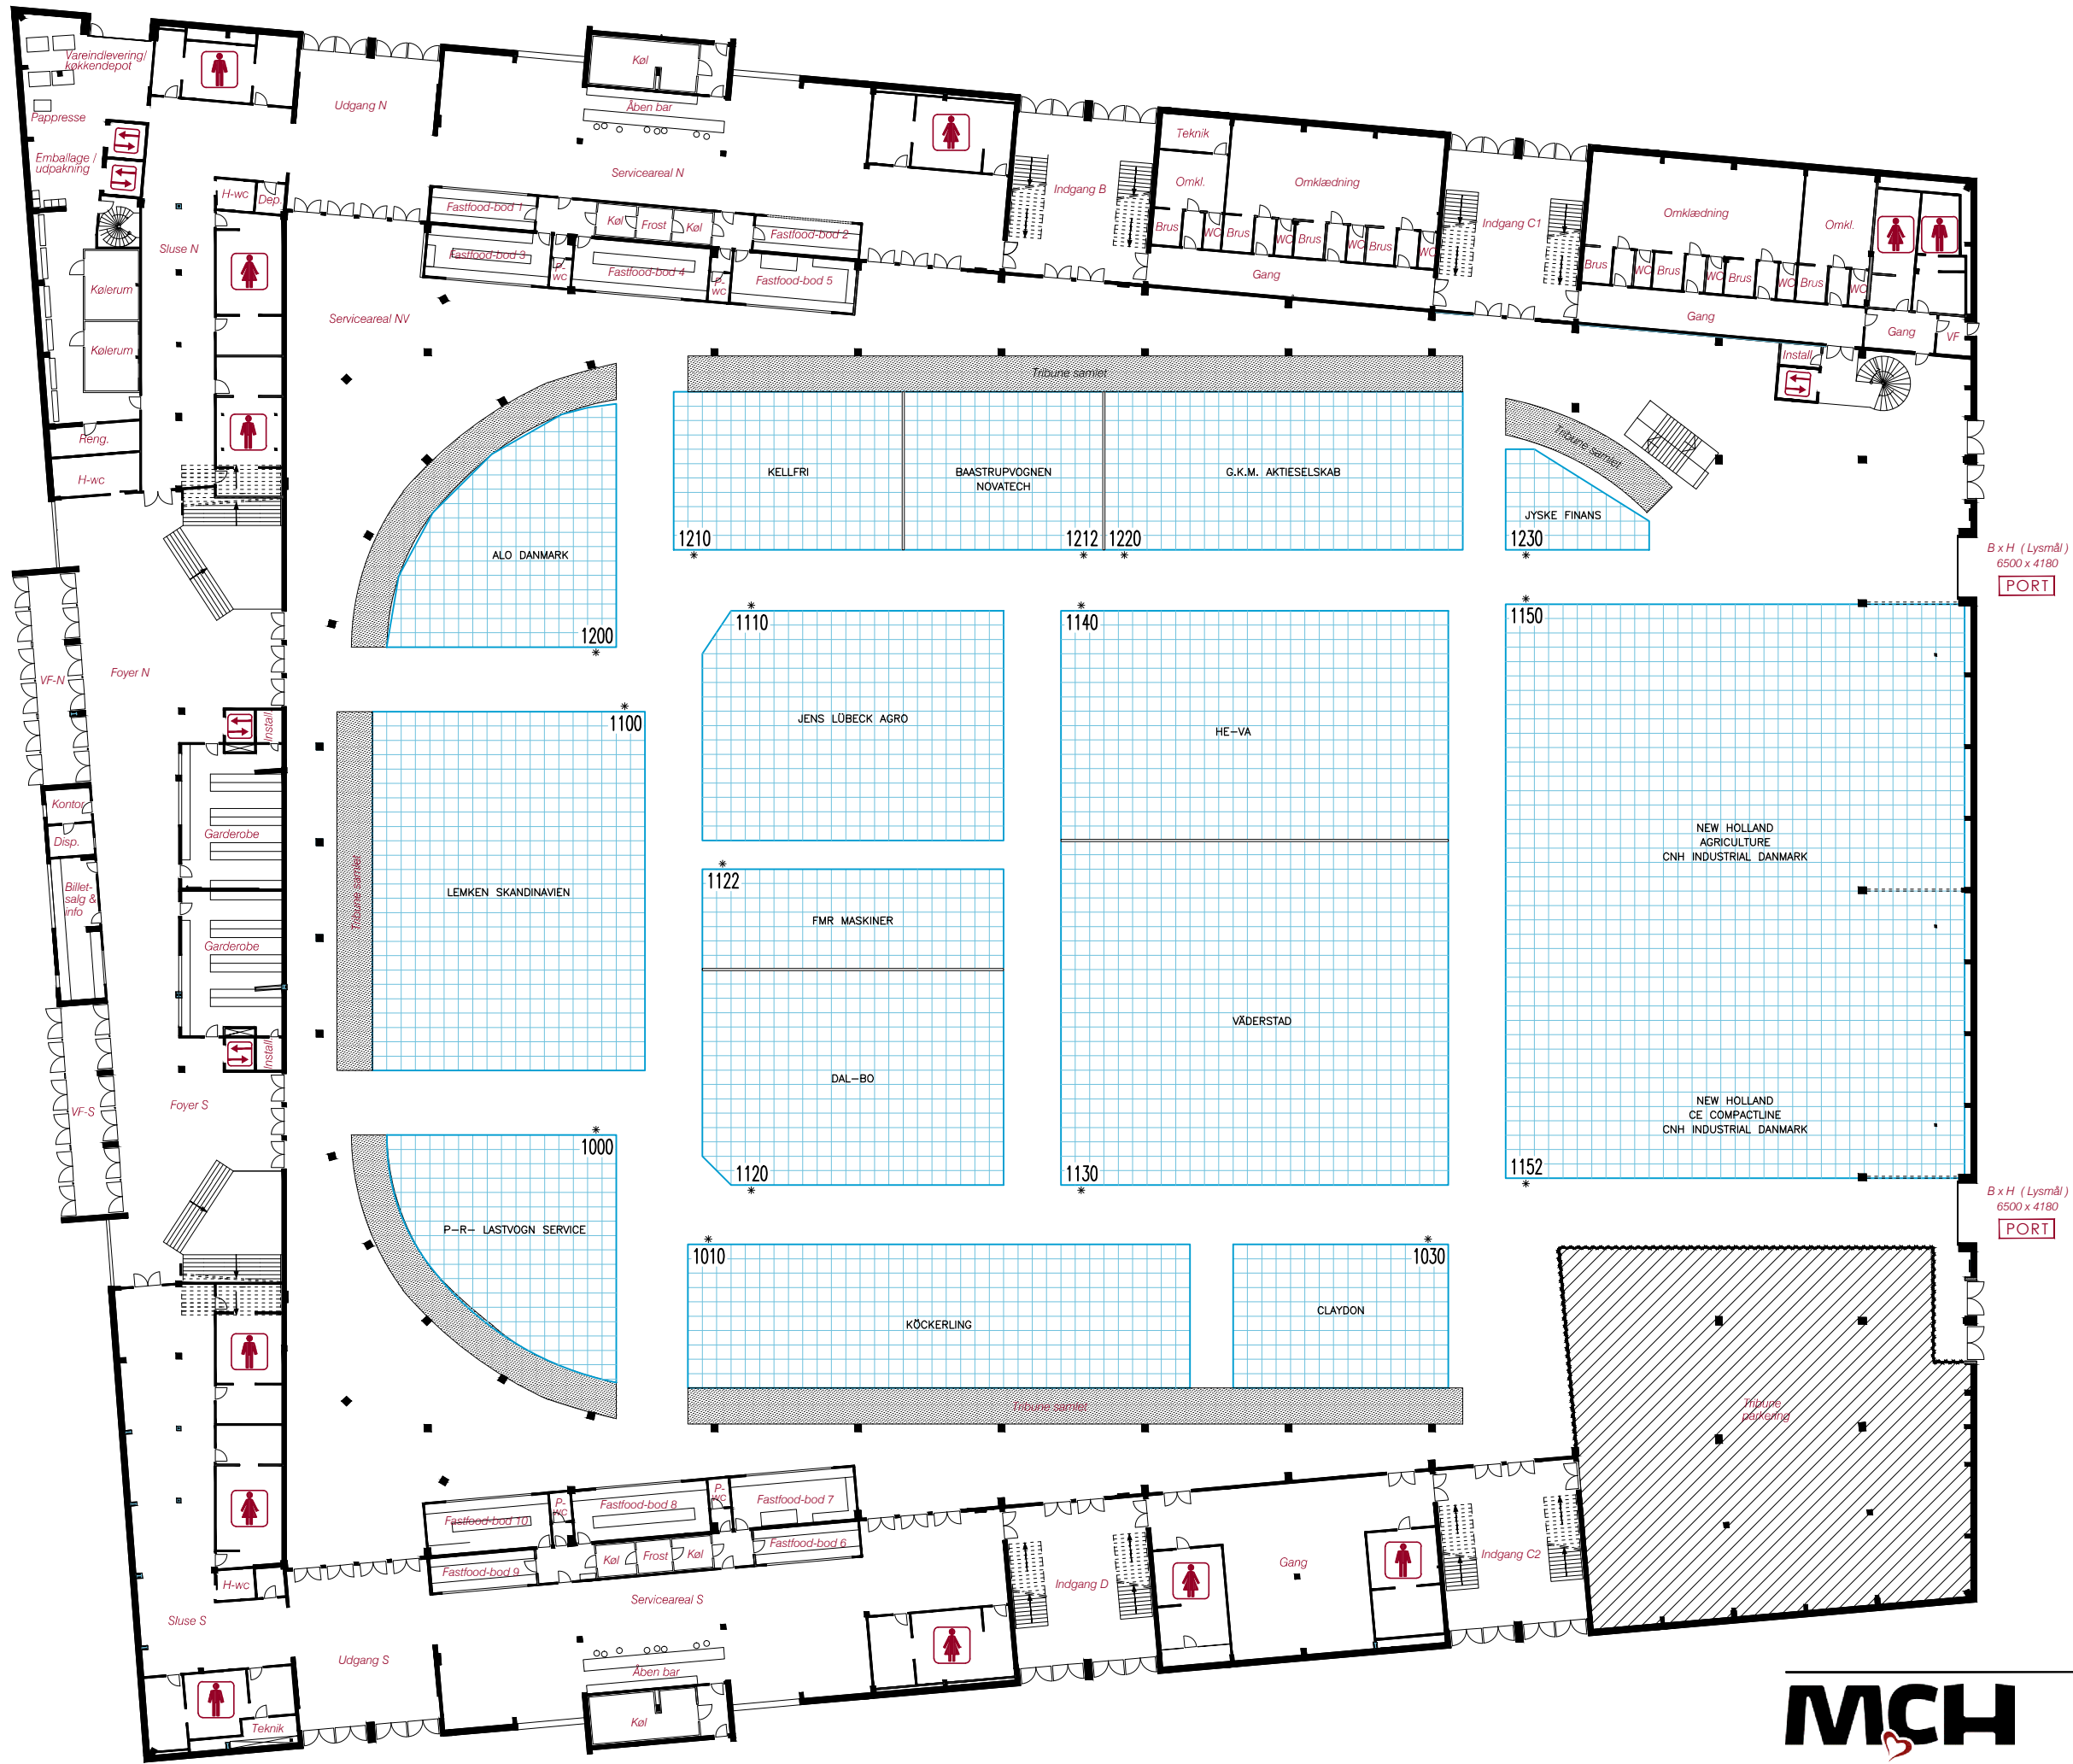 Vareindlevering/
køkkendepot
Pappresse
Emballage /
udpakning
Udgang N
Køl
Åben bar
Serviceareal N
H-wc
Dep.
Sluse N
Kølerum
Kølerum
Reng.
H-wc
Fastfood-bod 1
Køl
Frost
Køl
Fastfood-bod 2
Fastfood-bod 3
P-
wc
Fastfood-bod 4
P-
wc
Fastfood-bod 5
Serviceareal NV
Indgang B
Teknik
Omkl.
Omklædning
Brus
WC
Brus
WC
Brus
WC
Brus
WC
Gang
Indgang C1
Omklædning
Omkl.
Brus
WC
Brus
WC
Brus
WC
Brus
WC
Gang
Gang
VF
Install.
Tribune samlet
Tribune samlet
KELLFRI
1210
BAASTRUPVOGNEN
NOVATECH
1212
G.K.M. AKTIESELSKAB
1220
JYSKE FINANS
1230
ALO DANMARK
1200
B x H ( Lysmål )
6500 x 4180
PORT
Foyer N
VF-N
Install.
Kontor
Disp.
Garderobe
Billet-
salg &
info
Garderobe
Install.
Foyer S
VF-S
Tribune samlet
1100
LEMKEN SKANDINAVIEN
1110
JENS LÜBECK AGRO
1122
FMR MASKINER
DAL-BO
1120
1140
HE-VA
VÄDERSTAD
1130
1150
NEW HOLLAND
AGRICULTURE
CNH INDUSTRIAL DANMARK
NEW HOLLAND
CE COMPACTLINE
CNH INDUSTRIAL DANMARK
1152
B x H ( Lysmål )
6500 x 4180
PORT
1000
P-R- LASTVOGN SERVICE
1010
KÖCKERLING
1030
CLAYDON
Tribune samlet
Tribune
parkering
Fastfood-bod 10
P-
wc
Fastfood-bod 8
P-
wc
Fastfood-bod 7
Fastfood-bod 9
Køl
Frost
Køl
Fastfood-bod 6
H-wc
Sluse S
Serviceareal S
Udgang S
Åben bar
Køl
Teknik
Indgang D
Gang
Indgang C2
MCH